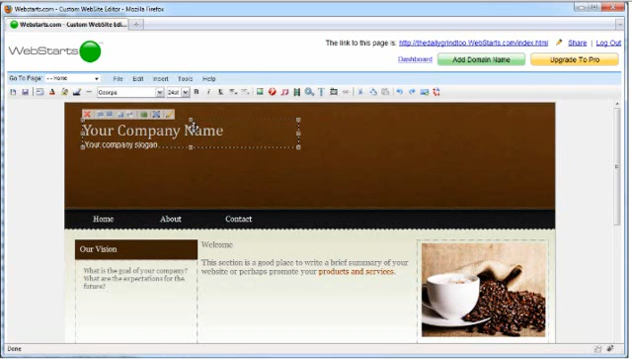 Webstarts.com - Custom WebSite Editor - Mozilla Firefox
Webstarts.com - Custom WebSite Edi...
WebStarts
The link to this page is: http://thedailygrindtoo.WebStarts.com/index.html Share | Log Out
Dashboard Add Domain Name Upgrade To Pro
Go To Page: -- Home File Edit Insert Tools Help
Georgia 24pt B I
Your Company Name
Your company slogan
Home About Contact
Our Vision
What is the goal of your company?
What are the expectations for the
future?
Welcome
This section is a good place to write a brief summary of your
website or perhaps promote your products and services.
Done